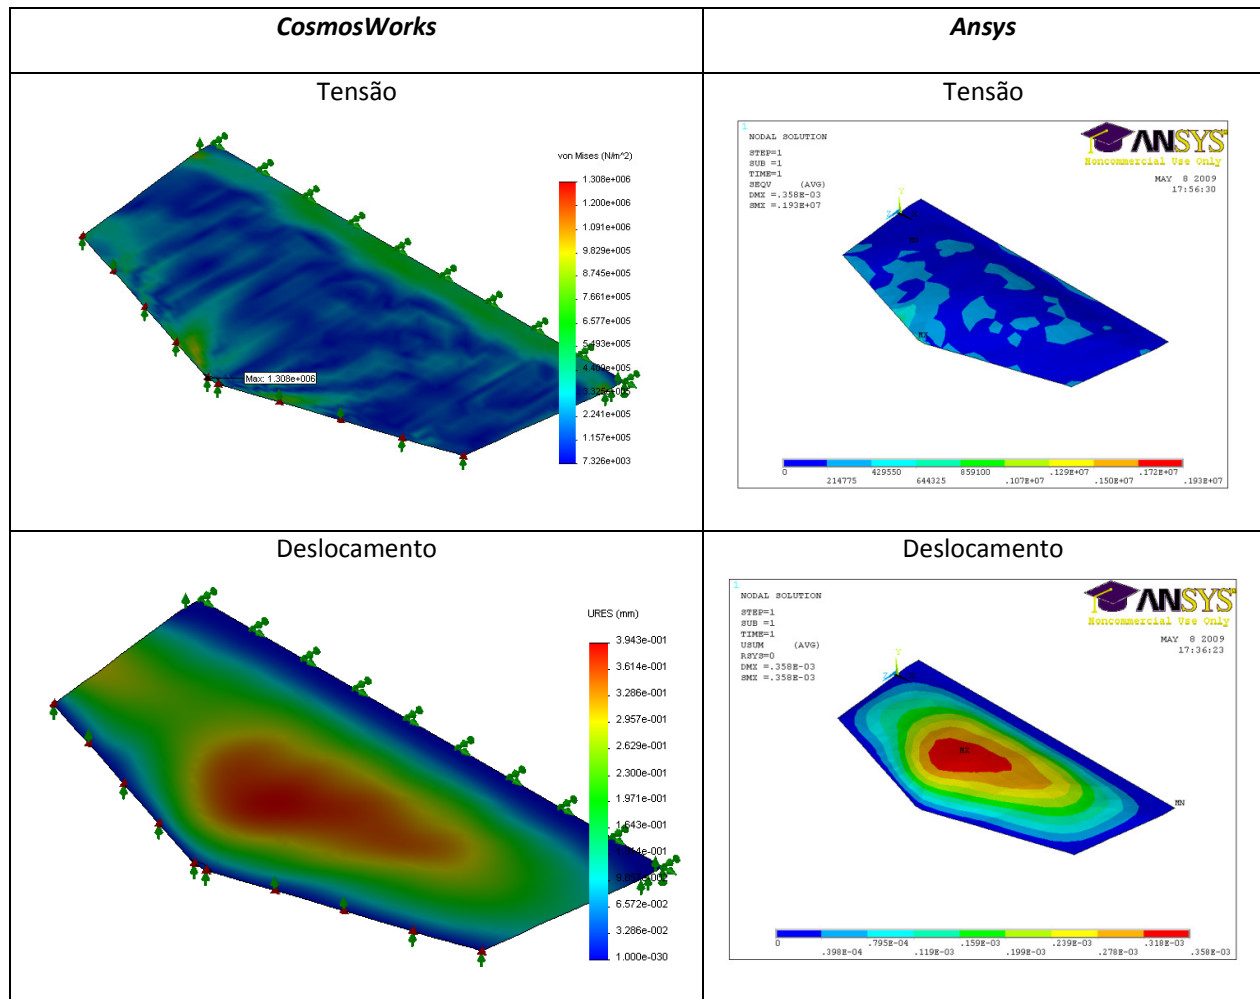 CosmosWorks
Ansys
Tensão
von Mises (N/m^2)
1.308e+006
1.200e+006
1.091e+006
9.829e+005
8.745e+005
7.661e+005
6.577e+005
5.493e+005
2.241e+005
1.157e+005
7.326e+003
Max: 1.308e+006
Tensão
1
NODAL SOLUTION
STEP=1
SUB =1
TIME=1
SEQV (AVG)
DMX =.358E-03
SMX =.193E+07
ANSYS
Noncommercial Use Only
MAY 8 2009
17:56:30
Y
Z
MN
MX
0 429550 859100 .129E+07 .172E+07
214775 644325 .107E+07 .150E+07 .193E+07
Deslocamento
URES (mm)
3.943e-001
3.614e-001
3.286e-001
2.957e-001
2.629e-001
2.300e-001
1.971e-001
1.643e-001
6.572e-002
3.286e-002
1.000e-030
Deslocamento
1
NODAL SOLUTION
STEP=1
SUB =1
TIME=1
USUM (AVG)
RSYS=0
DMX =.358E-03
SMX =.358E-03
ANSYS
Noncommercial Use Only
MAY 8 2009
17:36:23
Y
Z
MX
MN
0 .795E-04 .159E-03 .239E-03 .318E-03
.398E-04 .119E-03 .199E-03 .278E-03 .358E-03